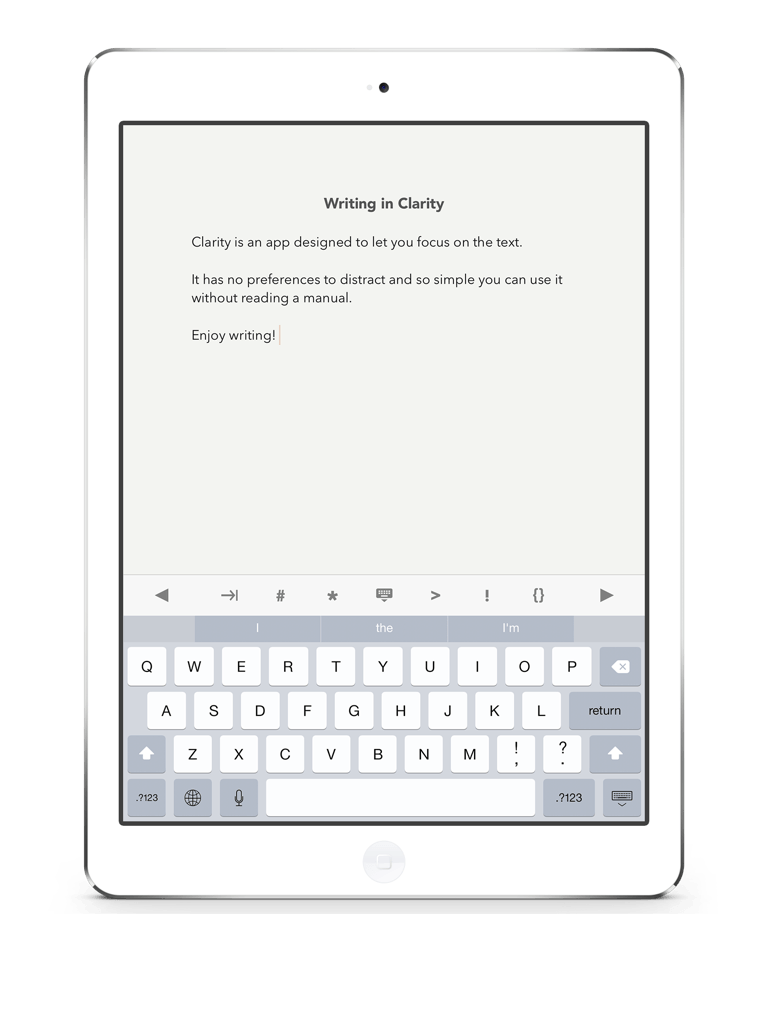 Writing in Clarity
Clarity is an app designed to let you focus on the text.
It has no preferences to distract and so simple you can use it
without reading a manual.
Enjoy writing!
# * > ! {}
I the I'm
Q W E R T Y U I O P
A S D F G H J K L return
Z X C V B N M ! , ? .
.?123 .?123